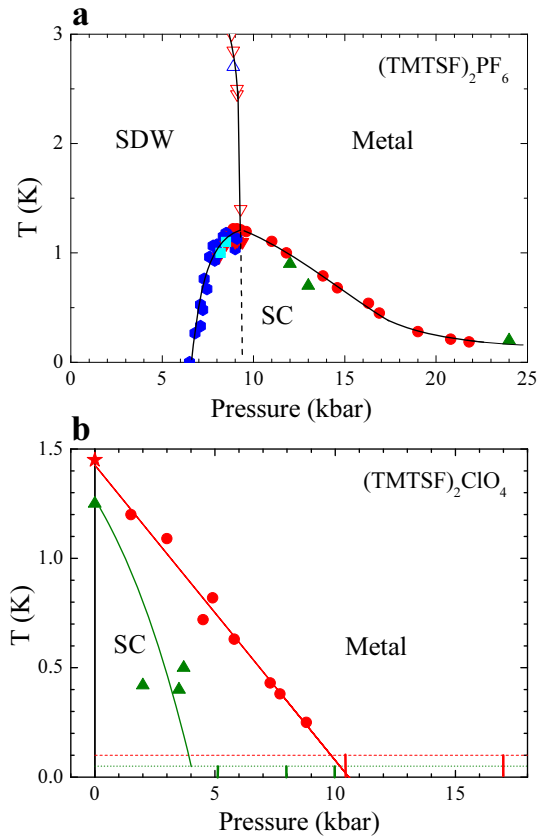 a
3
2
1
0
T (K)
(TMTSF)₂PF₆
SDW
Metal
SC
0 5 10 15 20 25
Pressure (kbar)
b
1.5
1.0
0.5
0.0
T (K)
(TMTSF)₂ClO₄
SC
Metal
0 5 10 15
Pressure (kbar)